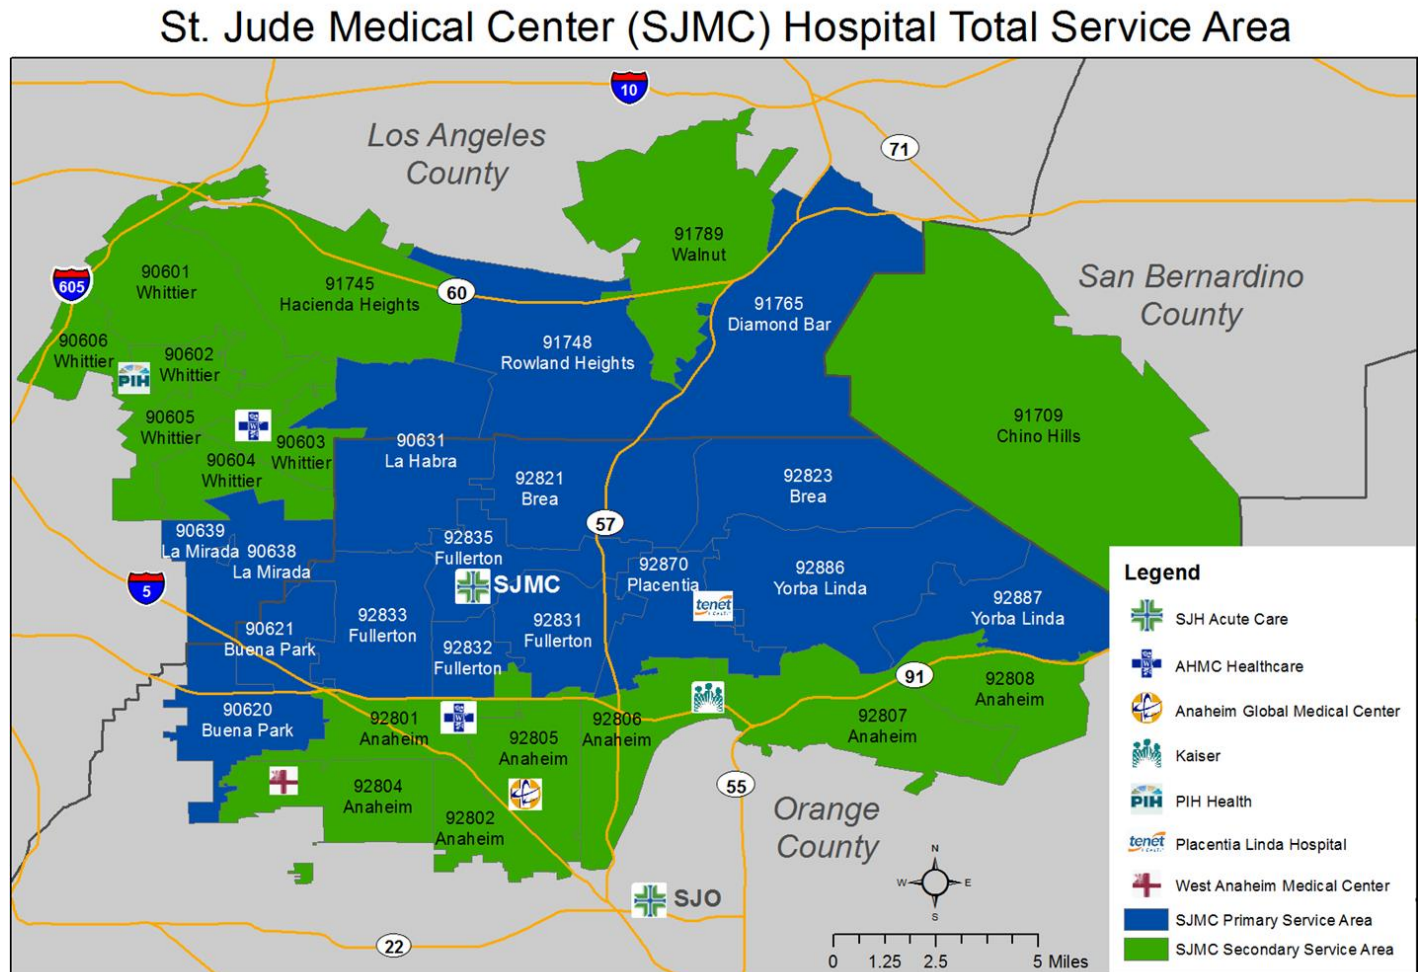 St. Jude Medical Center (SJMC) Hospital Total Service Area
10
Los Angeles
County
71
91789
Walnut
605
90601
Whittier
91745
Hacienda Heights
60
San Bernardino
County
91765
Diamond Bar
90606
Whittier
90602
Whittier
91748
Rowland Heights
PIH
90605
Whittier
90603
Whittier
90604
Whittier
90631
La Habra
91709
Chino Hills
92821
Brea
92823
Brea
57
90639
La Mirada
90638
La Mirada
92835
Fullerton
SJMC
92870
Placentia
tenet
92886
Yorba Linda
92887
Yorba Linda
5
90621
Buena Park
92833
Fullerton
92832
Fullerton
92831
Fullerton
91
92808
Anaheim
90620
Buena Park
92801
Anaheim
92805
Anaheim
92806
Anaheim
92807
Anaheim
92804
Anaheim
92802
Anaheim
55
Orange
County
SJO
22
N
W
E
S
0 1.25 2.5 5 Miles
Legend
SJH Acute Care
AHMC Healthcare
Anaheim Global Medical Center
Kaiser
PIH
PIH Health
tenet
Placentia Linda Hospital
West Anaheim Medical Center
SJMC Primary Service Area
SJMC Secondary Service Area